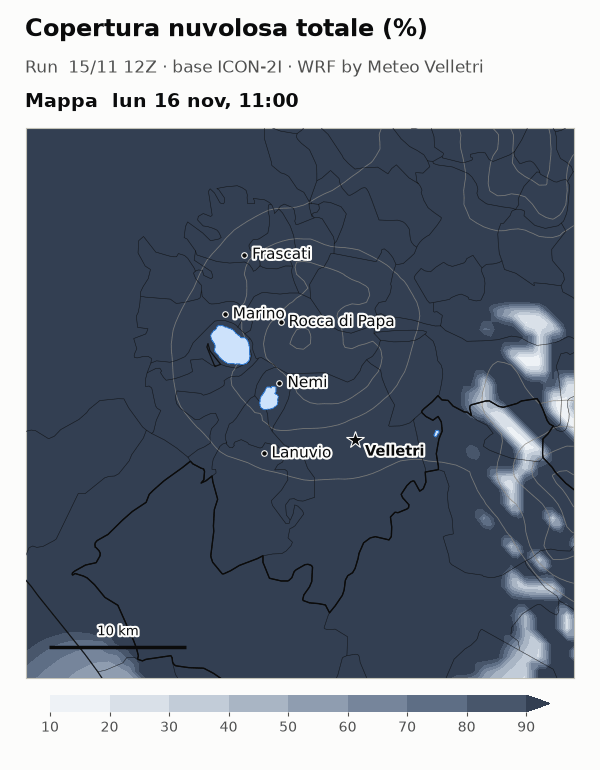 Copertura nuvolosa totale (%)
Run  15/11 12Z · base ICON-2I · WRF by Meteo Velletri
Mappa  lun 16 nov, 11:00
Frascati
Marino
Rocca di Papa
Nemi
Velletri
Lanuvio
10 km
10 20 30 40 50 60 70 80 90